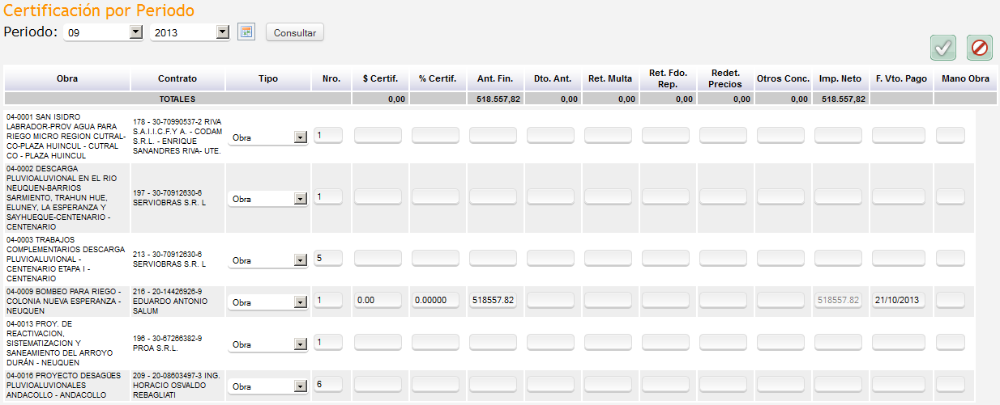 Certificación por Periodo
Periodo: 09 2013 Consultar
Obra Contrato Tipo Nro. $ Certif. % Certif. Ant. Fin. Dto. Ant. Ret. Multa Ret. Fdo. Rep. Redet. Precios Otros Conc. Imp. Neto F. Vto. Pago Mano Obra
TOTALES 0,00 518.557,82 0,00 0,00 0,00 0,00 0,00 518.557,82
04-0001 SAN ISIDRO
LABRADOR-PROV AGUA PARA
RIEGO MICRO REGION CUTRAL-
CO-PLAZA HUINCUL - CUTRAL
CO - PLAZA HUINCUL
178 - 30-70990537-2 RIVA
S.A.I.I.C.F.Y A. - CODAM
S.R.L. - ENRIQUE
SANANDRES RIVA- UTE.
Obra 1
04-0002 DESCARGA
PLUVIOALUVIONAL EN EL RIO
NEUQUEN-BARRIOS
SARMIENTO, TRAHUN HUE,
ELUNEY, LA ESPERANZA Y
SAYHUEQUE-CENTENARIO -
CENTENARIO
197 - 30-70912630-6
SERVIOBRAS S.R. L
Obra 1
04-0003 TRABAJOS
COMPLEMENTARIOS DESCARGA
PLUVIOALUVIONAL -
CENTENARIO ETAPA I -
CENTENARIO
213 - 30-70912630-6
SERVIOBRAS S.R. L
Obra 5
04-0009 BOMBEO PARA RIEGO -
COLONIA NUEVA ESPERANZA -
NEUQUEN
216 - 20-14426926-9
EDUARDO ANTONIO
SALUM
Obra 1 0.00 0.00000 518557.82 518557.82 21/10/2013
04-0013 PROY. DE
REACTIVACION,
SISTEMATIZACION Y
SANEAMIENTO DEL ARROYO
DURÁN - NEUQUEN
196 - 30-67266382-9
PROA S.R.L.
Obra 1
04-0016 PROYECTO DESAGÜES
PLUVIOALUVIONALES
ANDACOLLO - ANDACOLLO
209 - 20-08603497-3 ING.
HORACIO OSVALDO
REBAGLIATI
Obra 6